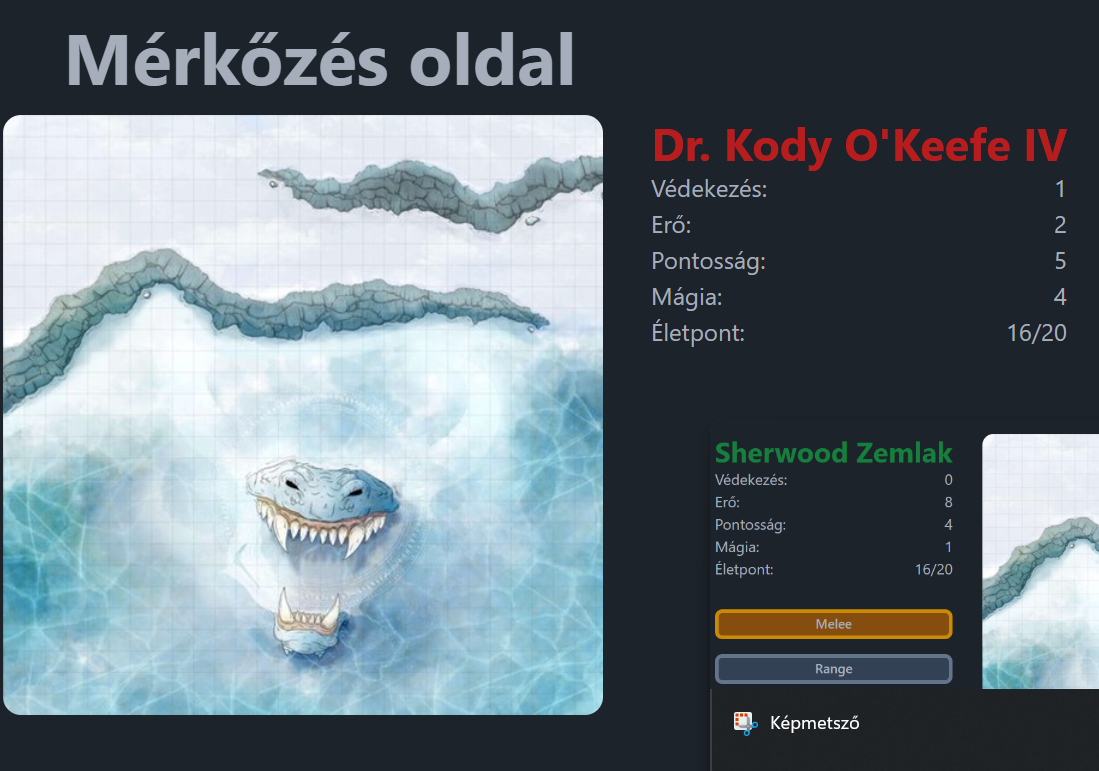 Mérkőzés oldal
Dr. Kody O'Keefe IV
Védekezés: 1
Erő: 2
Pontosság: 5
Mágia: 4
Életpont: 16/20
Sherwood Zemlak
Védekezés: 0
Erő: 8
Pontosság: 4
Mágia: 1
Életpont: 16/20
Melee
Range
Képmetsző